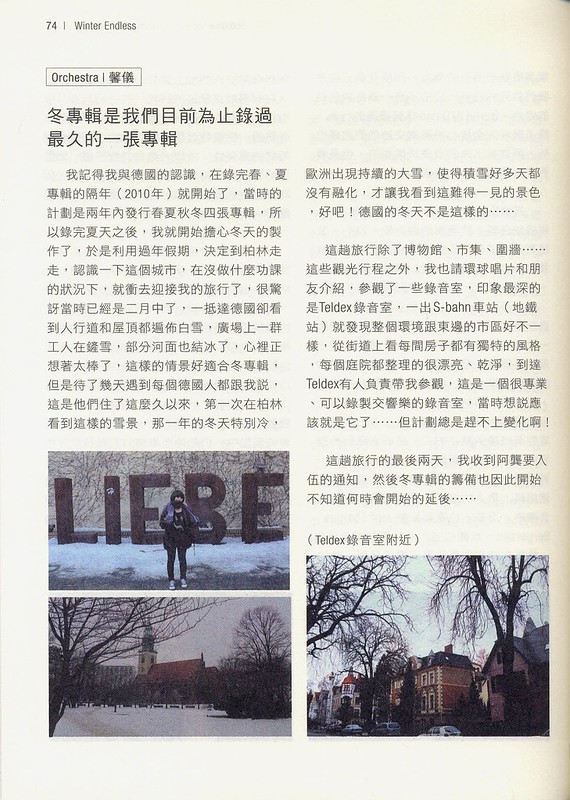 74 | Winter Endless
Orchestra | 馨儀
冬專輯是我們目前為止錄過
最久的一張專輯
我記得我與德國的認識，在錄完春、夏
專輯的隔年（2010年）就開始了，當時的
計劃是兩年內發行春夏秋冬四張專輯，所
以錄完夏天之後，我就開始擔心冬天的製
作了，於是利用過年假期，決定到柏林走
走，認識一下這個城市，在沒做什麼功課
的狀況下，就衝去迎接我的旅行了，很驚
訝當時已經是二月中了，一抵達德國卻看
到人行道和屋頂都遍佈白雪，廣場上一群
工人在鏟雪，部分河面也結冰了，心裡正
想著太棒了，這樣的情景好適合冬專輯，
但是待了幾天遇到每個德國人都跟我說，
這是他們住了這麼久以來，第一次在柏林
看到這樣的雪景，那一年的冬天特別冷，
歐洲出現持續的大雪，使得積雪好多天都
沒有融化，才讓我看到這難得一見的景色
，好吧！德國的冬天不是這樣的……
這趟旅行除了博物館、市集、圍牆……
這些觀光行程之外，我也請環球唱片和朋
友介紹，參觀了一些錄音室，印象最深的
是Teldex錄音室，一出S-bahn車站（地鐵
站）就發現整個環境跟東邊的市區好不一
樣，從街道上看每間房子都有獨特的風格
，每個庭院都整理的很漂亮、乾淨，到達
Teldex有人負責帶我參觀，這是一個很專業
、可以錄製交響樂的錄音室，當時想說應
該就是它了……但計劃總是趕不上變化啊！
這趟旅行的最後兩天，我收到阿龔要入
伍的通知，然後冬專輯的籌備也因此開始
不知道何時會開始的延後……
（Teldex錄音室附近）
LIEBE